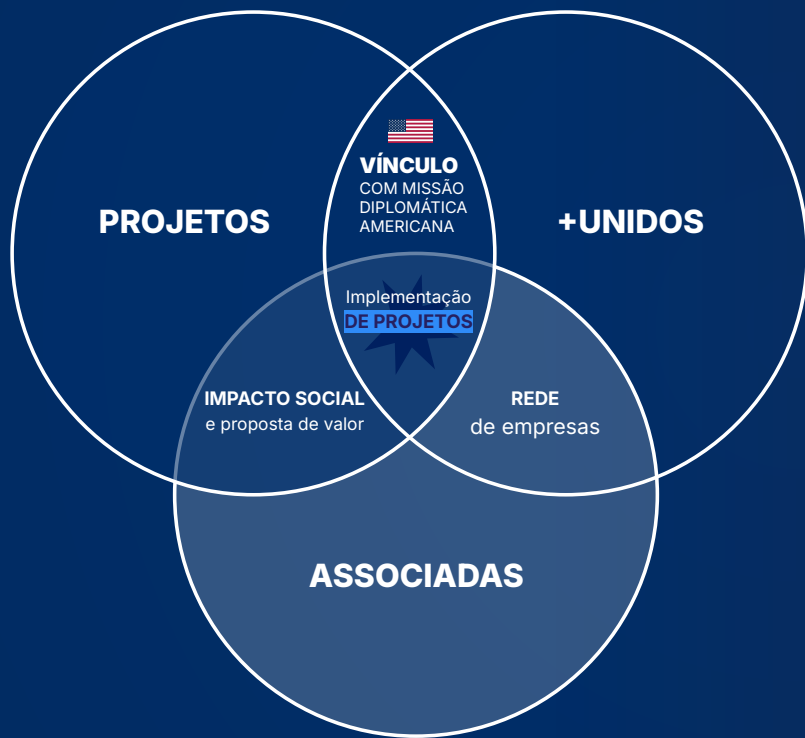 VÍNCULO
COM MISSÃO
DIPLOMÁTICA
AMERICANA
PROJETOS
+UNIDOS
Implementação
DE PROJETOS
IMPACTO SOCIAL
e proposta de valor
REDE
de empresas
ASSOCIADAS